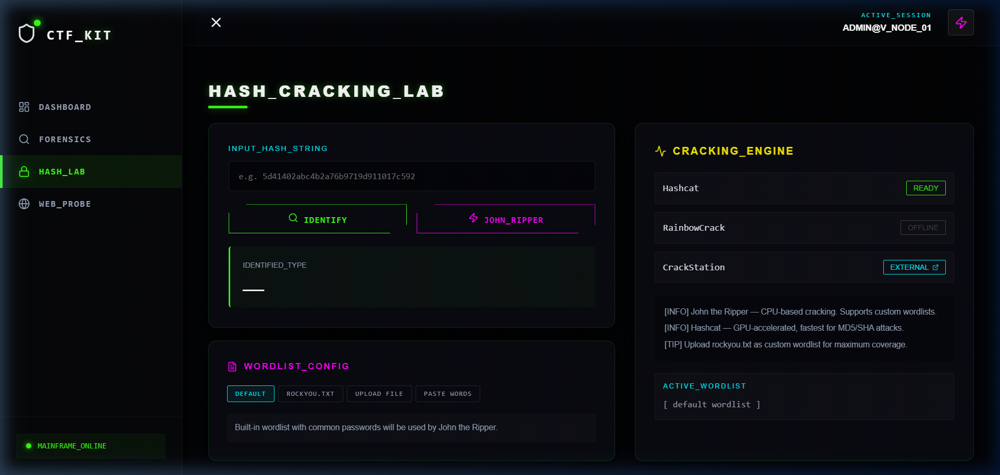 CTF_KIT
DASHBOARD
FORENSICS
HASH_LAB
WEB_PROBE
MAINFRAME_ONLINE
ACTIVE_SESSION
ADMIN@V_NODE_01
HASH_CRACKING_LAB
INPUT_HASH_STRING
e.g. 5d41402abc4b2a76b9719d911017c592
IDENTIFY
JOHN_RIPPER
IDENTIFIED_TYPE
WORDLIST_CONFIG
DEFAULT
ROCKYOU.TXT
UPLOAD FILE
PASTE WORDS
Built-in wordlist with common passwords will be used by John the Ripper.
CRACKING_ENGINE
Hashcat
READY
RainbowCrack
OFFLINE
CrackStation
EXTERNAL
[INFO] John the Ripper — CPU-based cracking. Supports custom wordlists.
[INFO] Hashcat — GPU-accelerated, fastest for MD5/SHA attacks.
[TIP] Upload rockyou.txt as custom wordlist for maximum coverage.
ACTIVE_WORDLIST
[ default wordlist ]